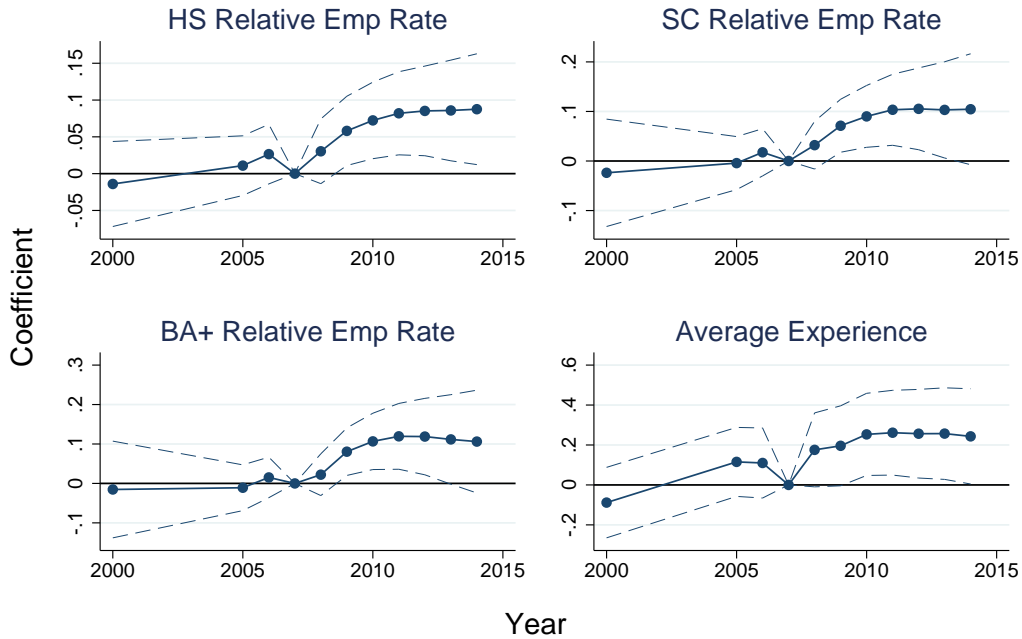 HS Relative Emp Rate
.15
.1
.05
0
-.05
2000 2005 2010 2015
SC Relative Emp Rate
.2
.1
0
-.1
2000 2005 2010 2015
BA+ Relative Emp Rate
.3
.2
.1
0
-.1
2000 2005 2010 2015
Average Experience
.6
.4
.2
0
-.2
2000 2005 2010 2015
Coefficient
Year